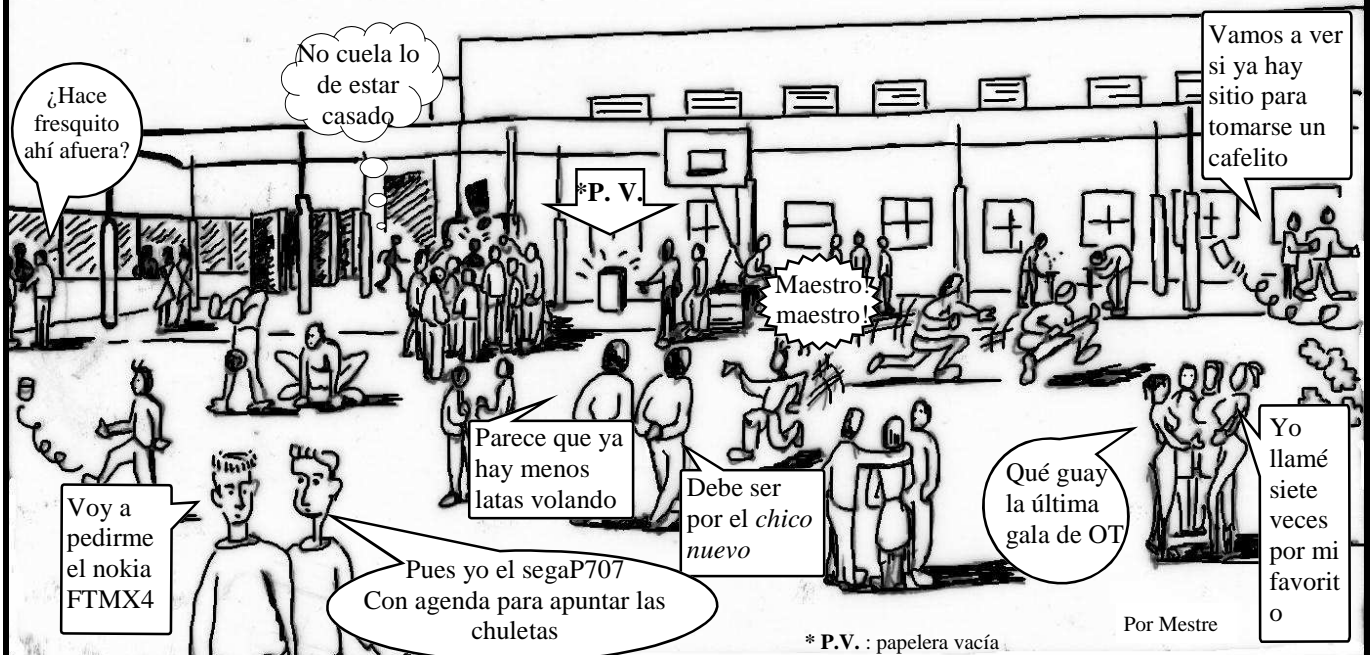 No cuela lo
de estar
casado
Vamos a ver
si ya hay
sitio para
tomarse un
cafelito
¿Hace
fresquito
ahí afuera?
*P. V.
Maestro!
maestro!
Parece que ya
hay menos
latas volando
Debe ser
por el chico
nuevo
Qué guay
la última
gala de OT
Yo
llamé
siete
veces
por mi
favorit
o
Voy a
pedirme
el nokia
FTMX4
Pues yo el segaP707
Con agenda para apuntar las
chuletas
Por Mestre
* P.V. : papelera vacía